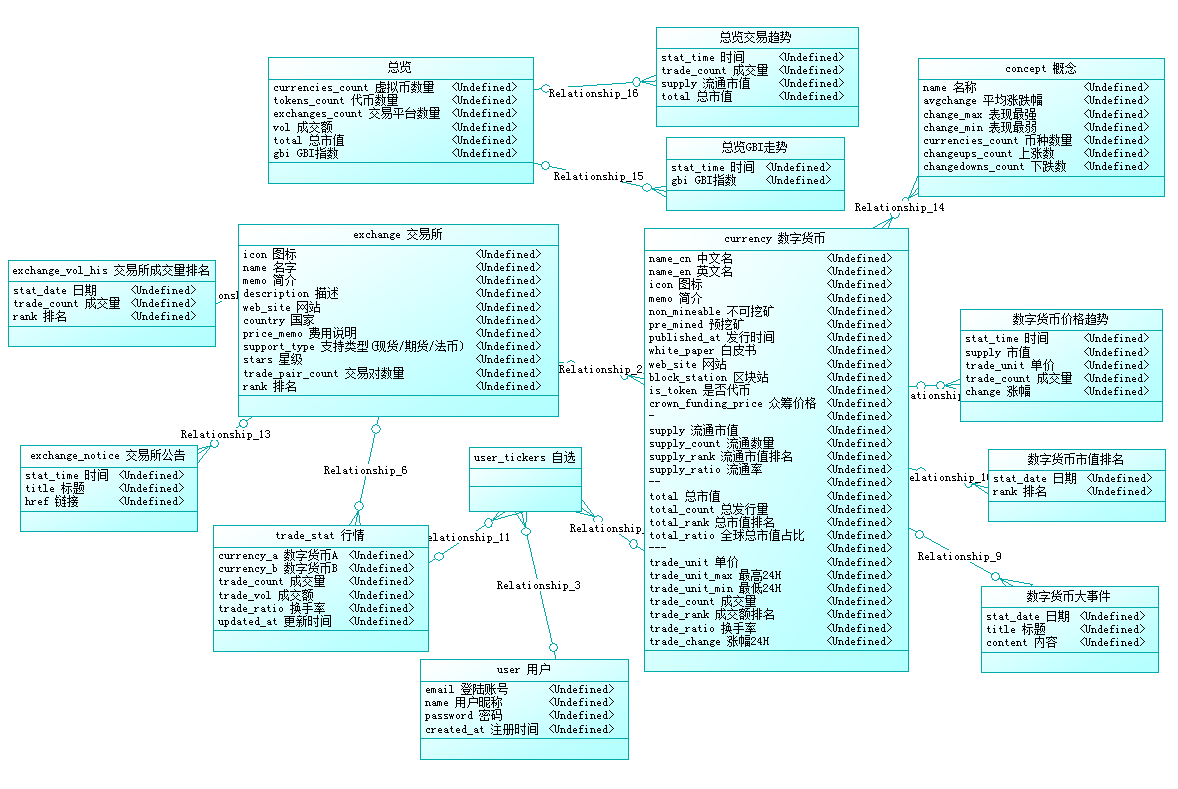 总览
currencies_count 虚拟币数量 <Undefined>
tokens_count 代币数量 <Undefined>
exchanges_count 交易平台数量 <Undefined>
vol 成交额 <Undefined>
total 总市值 <Undefined>
gbi GBI指数 <Undefined>
Relationship_16
总览交易趋势
stat_time 时间 <Undefined>
trade_count 成交量 <Undefined>
supply 流通市值 <Undefined>
total 总市值 <Undefined>
Relationship_15
总览GBI走势
stat_time 时间 <Undefined>
gbi GBI指数 <Undefined>
concept 概念
name 名称 <Undefined>
avgchange 平均涨跌幅 <Undefined>
change_max 表现最强 <Undefined>
change_min 表现最弱 <Undefined>
currencies_count 币种数量 <Undefined>
changeups_count 上涨数 <Undefined>
changedowns_count 下跌数 <Undefined>
Relationship_14
exchange_vol_his 交易所成交量排名
stat_date 日期 <Undefined>
trade_count 成交量 <Undefined>
rank 排名 <Undefined>
exchange 交易所
icon 图标 <Undefined>
name 名字 <Undefined>
memo 简介 <Undefined>
description 描述 <Undefined>
web_site 网站 <Undefined>
country 国家 <Undefined>
price_memo 费用说明 <Undefined>
support_type 支持类型(现货/期货/法币) <Undefined>
stars 星级 <Undefined>
trade_pair_count 交易对数量 <Undefined>
rank 排名 <Undefined>
Relationship_2
currency 数字货币
name_cn 中文名 <Undefined>
name_en 英文名 <Undefined>
icon 图标 <Undefined>
memo 简介 <Undefined>
non_mineable 不可挖矿 <Undefined>
pre_mined 预挖矿 <Undefined>
published_at 发行时间 <Undefined>
white_paper 白皮书 <Undefined>
web_site 网站 <Undefined>
block_station 区块站 <Undefined>
is_token 是否代币 <Undefined>
crown_funding_price 众筹价格 <Undefined>
- <Undefined>
supply 流通市值 <Undefined>
supply_count 流通数量 <Undefined>
supply_rank 流通市值排名 <Undefined>
supply_ratio 流通率 <Undefined>
-- <Undefined>
total 总市值 <Undefined>
total_count 总发行量 <Undefined>
total_rank 总市值排名 <Undefined>
total_ratio 全球总市值占比 <Undefined>
--- <Undefined>
trade_unit 单价 <Undefined>
trade_unit_max 最高24H <Undefined>
trade_unit_min 最低24H <Undefined>
trade_count 成交量 <Undefined>
trade_rank 成交额排名 <Undefined>
trade_ratio 换手率 <Undefined>
trade_change 涨幅24H <Undefined>
数字货币价格趋势
stat_time 时间 <Undefined>
supply 市值 <Undefined>
trade_unit 单价 <Undefined>
trade_count 成交量 <Undefined>
change 涨幅 <Undefined>
数字货币市值排名
stat_date 日期 <Undefined>
rank 排名 <Undefined>
Relationship_9
数字货币大事件
stat_date 日期 <Undefined>
title 标题 <Undefined>
content 内容 <Undefined>
Relationship_13
exchange_notice 交易所公告
stat_time 时间 <Undefined>
title 标题 <Undefined>
href 链接 <Undefined>
Relationship_6
user_tickers 自选
Relationship_
elationship_11
Relationship_3
trade_stat 行情
currency_a 数字货币A <Undefined>
currency_b 数字货币B <Undefined>
trade_count 成交量 <Undefined>
trade_vol 成交额 <Undefined>
trade_ratio 换手率 <Undefined>
updated_at 更新时间 <Undefined>
user 用户
email 登陆账号 <Undefined>
name 用户昵称 <Undefined>
password 密码 <Undefined>
created_at 注册时间 <Undefined>